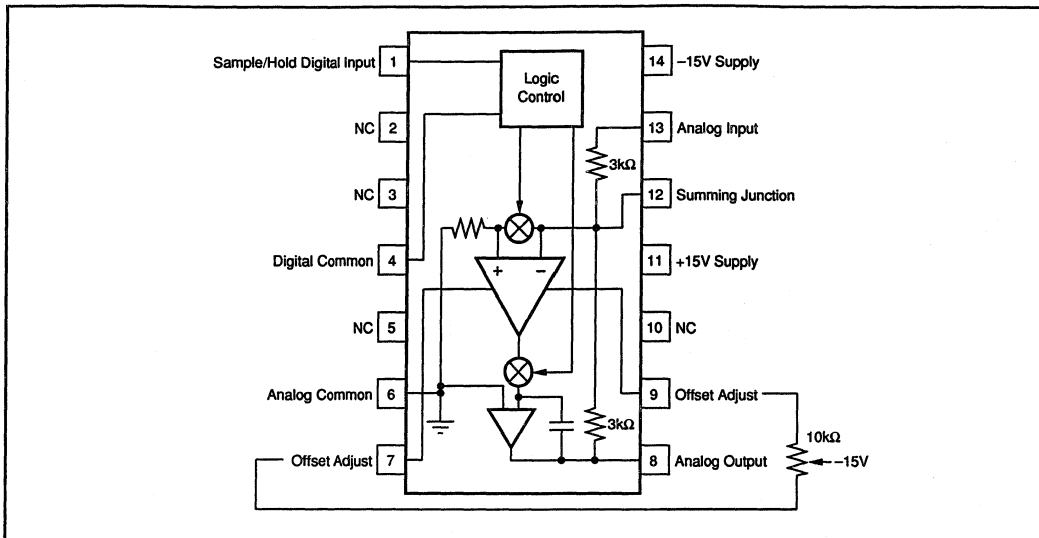 Sample/Hold Digital Input 1
NC 2
NC 3
Digital Common 4
NC 5
Analog Common 6
Offset Adjust 7
Logic
Control
3kΩ
+ −
3kΩ
14 –15V Supply
13 Analog Input
12 Summing Junction
11 +15V Supply
10 NC
9 Offset Adjust
8 Analog Output
10kΩ
–15V